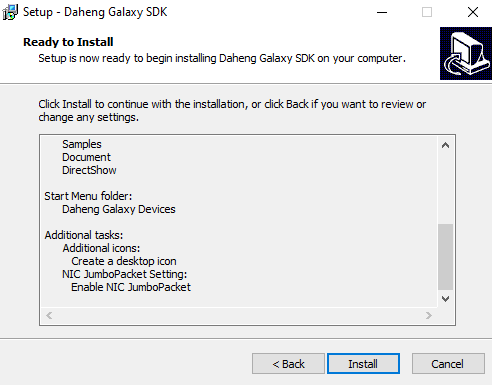 Setup - Daheng Galaxy SDK
Ready to Install
Setup is now ready to begin installing Daheng Galaxy SDK on your computer.
Click Install to continue with the installation, or click Back if you want to review or
change any settings.
Samples
Document
DirectShow
Start Menu folder:
Daheng Galaxy Devices
Additional tasks:
Additional icons:
Create a desktop icon
NIC JumboPacket Setting:
Enable NIC JumboPacket
< Back
Install
Cancel